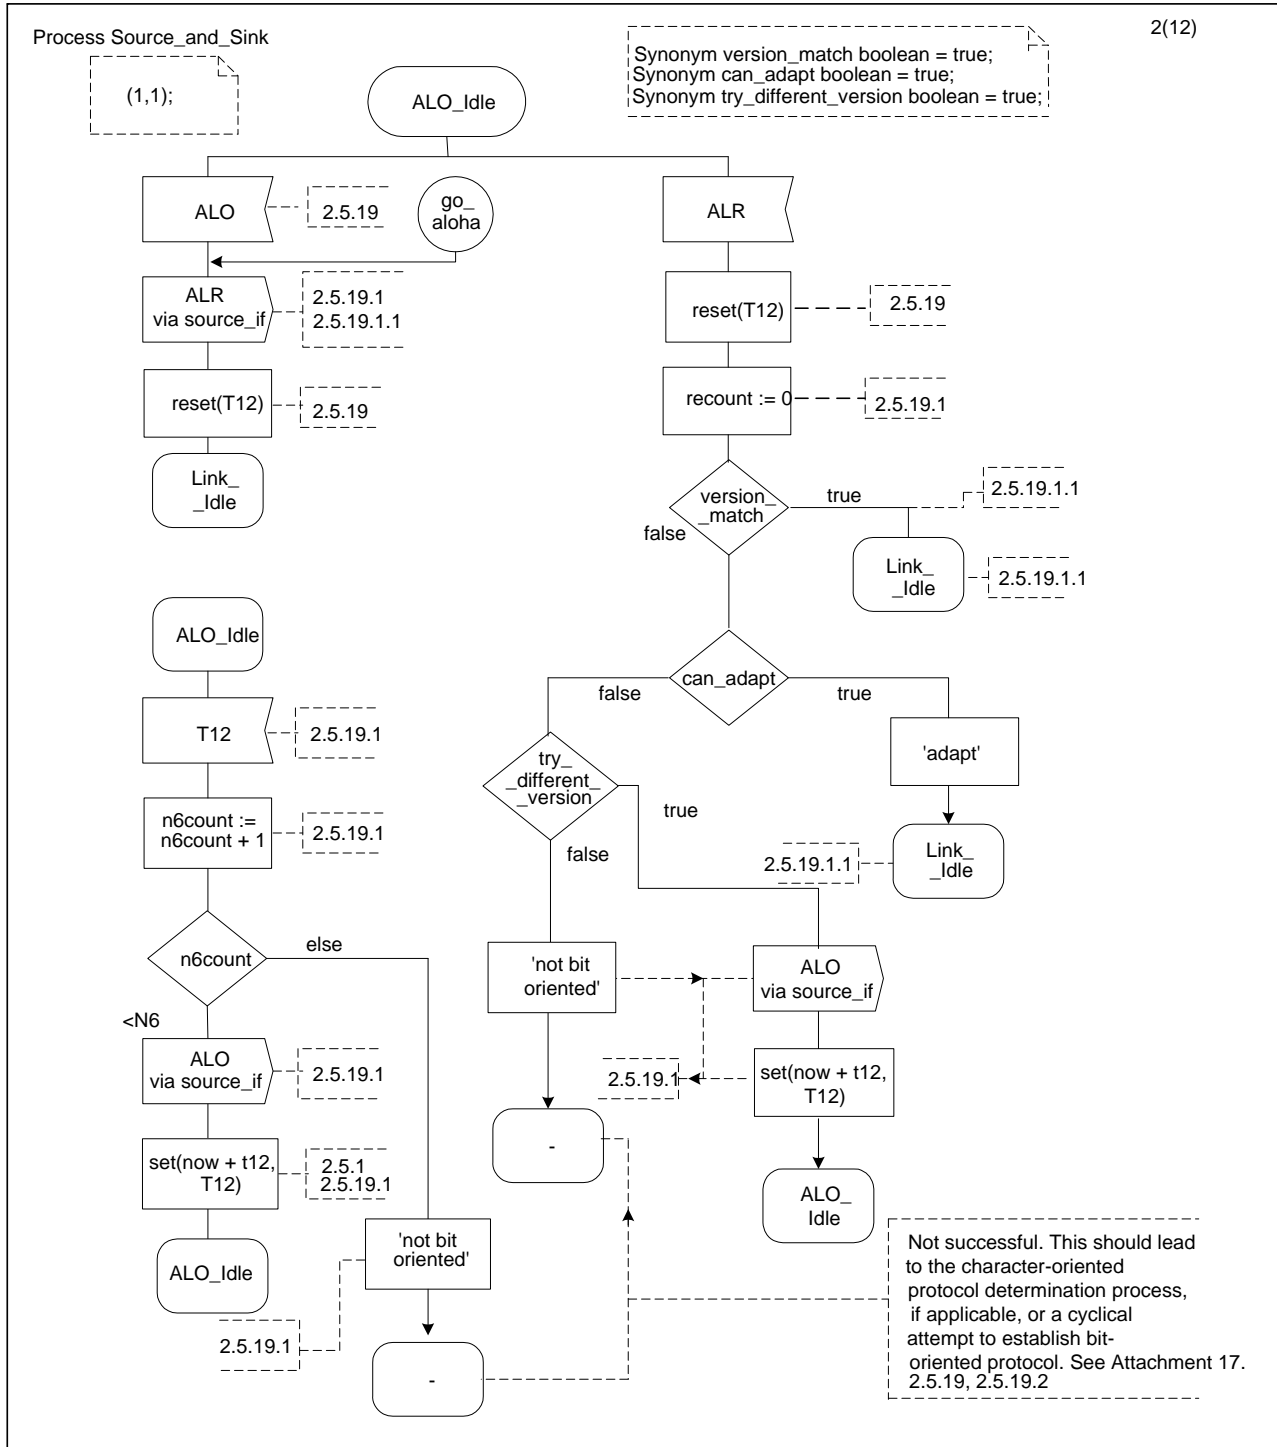 Process Source_and_Sink
2(12)
(1,1);
Synonym version_match boolean = true;
Synonym can_adapt boolean = true;
Synonym try_different_version boolean = true;
ALO_Idle
ALO
2.5.19
go_
aloha
ALR
via source_if
2.5.19.1
2.5.19.1.1
reset(T12)
2.5.19
Link_
_Idle
ALR
reset(T12)
2.5.19
recount := 0
2.5.19.1
version_
_match
true
false
2.5.19.1.1
Link_
_Idle
2.5.19.1.1
can_adapt
false
true
'adapt'
Link_
_Idle
2.5.19.1.1
try_
_different_
_version
true
false
'not bit
oriented'
-
ALO
via source_if
2.5.19.1
set(now + t12,
T12)
ALO_
Idle
ALO_Idle
T12
2.5.19.1
n6count :=
n6count + 1
2.5.19.1
n6count
else
<N6
ALO
via source_if
2.5.19.1
set(now + t12,
T12)
2.5.1
2.5.19.1
ALO_Idle
'not bit
oriented'
2.5.19.1
-
Not successful. This should lead
to the character-oriented
protocol determination process,
if applicable, or a cyclical
attempt to establish bit-
oriented protocol. See Attachment 17.
2.5.19, 2.5.19.2